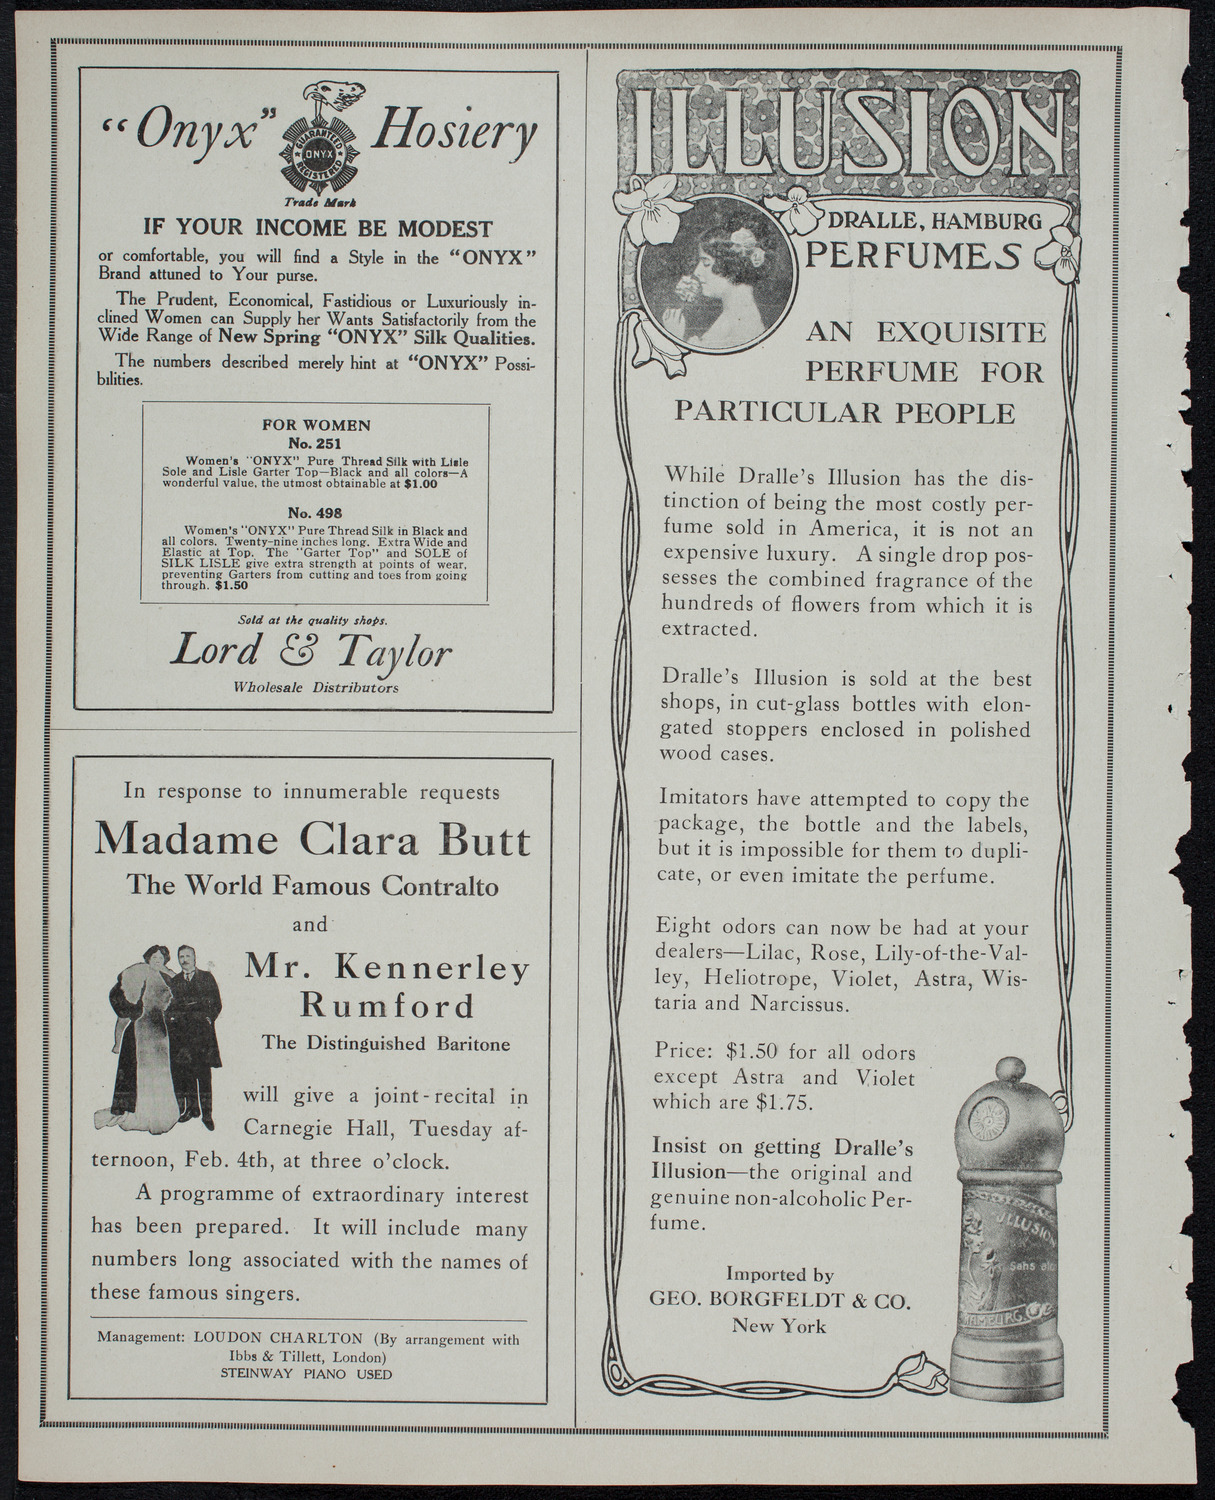 “Onyx” Hosiery
GUARANTEED
ONYX
REGISTERED
Trade Mark
IF YOUR INCOME BE MODEST
or comfortable, you will find a Style in the “ONYX”
Brand attuned to Your purse.
The Prudent, Economical, Fastidious or Luxuriously in-
clined Women can Supply her Wants Satisfactorily from the
Wide Range of New Spring “ONYX” Silk Qualities.
The numbers described merely hint at “ONYX” Possi-
bilities.
FOR WOMEN
No. 251
Women's "ONYX" Pure Thread Silk with Lisle
Sole and Lisle Garter Top—Black and all colors—A
wonderful value, the utmost obtainable at $1.00
No. 498
Women's "ONYX" Pure Thread Silk in Black and
all colors. Twenty-nine inches long. Extra Wide and
Elastic at Top. The "Garter Top" and SOLE of
SILK LISLE give extra strength at points of wear,
preventing Garters from cutting and toes from going
through. $1.50
Sold at the quality shops.
Lord & Taylor
Wholesale Distributors
In response to innumerable requests
Madame Clara Butt
The World Famous Contralto
and
Mr. Kennerley
Rumford
The Distinguished Baritone
will give a joint-recital in
Carnegie Hall, Tuesday af-
ternoon, Feb. 4th, at three o'clock.
A programme of extraordinary interest
has been prepared. It will include many
numbers long associated with the names of
these famous singers.
Management: LOUDON CHARLTON (By arrangement with
Ibbs & Tillett, London)
STEINWAY PIANO USED
ILLUSION
DRALLE, HAMBURG
PERFUMES
AN EXQUISITE
PERFUME FOR
PARTICULAR PEOPLE
While Dralle's Illusion has the dis-
tinction of being the most costly per-
fume sold in America, it is not an
expensive luxury. A single drop pos-
sesses the combined fragrance of the
hundreds of flowers from which it is
extracted.
Dralle's Illusion is sold at the best
shops, in cut-glass bottles with elon-
gated stoppers enclosed in polished
wood cases.
Imitators have attempted to copy the
package, the bottle and the labels,
but it is impossible for them to dupli-
cate, or even imitate the perfume.
Eight odors can now be had at your
dealers—Lilac, Rose, Lily-of-the-Val-
ley, Heliotrope, Violet, Astra, Wis-
taria and Narcissus.
Price: $1.50 for all odors
except Astra and Violet
which are $1.75.
Insist on getting Dralle's
Illusion—the original and
genuine non-alcoholic Per-
fume.
Imported by
GEO. BORGFELDT & CO.
New York
ILLUSION
HAMBURG